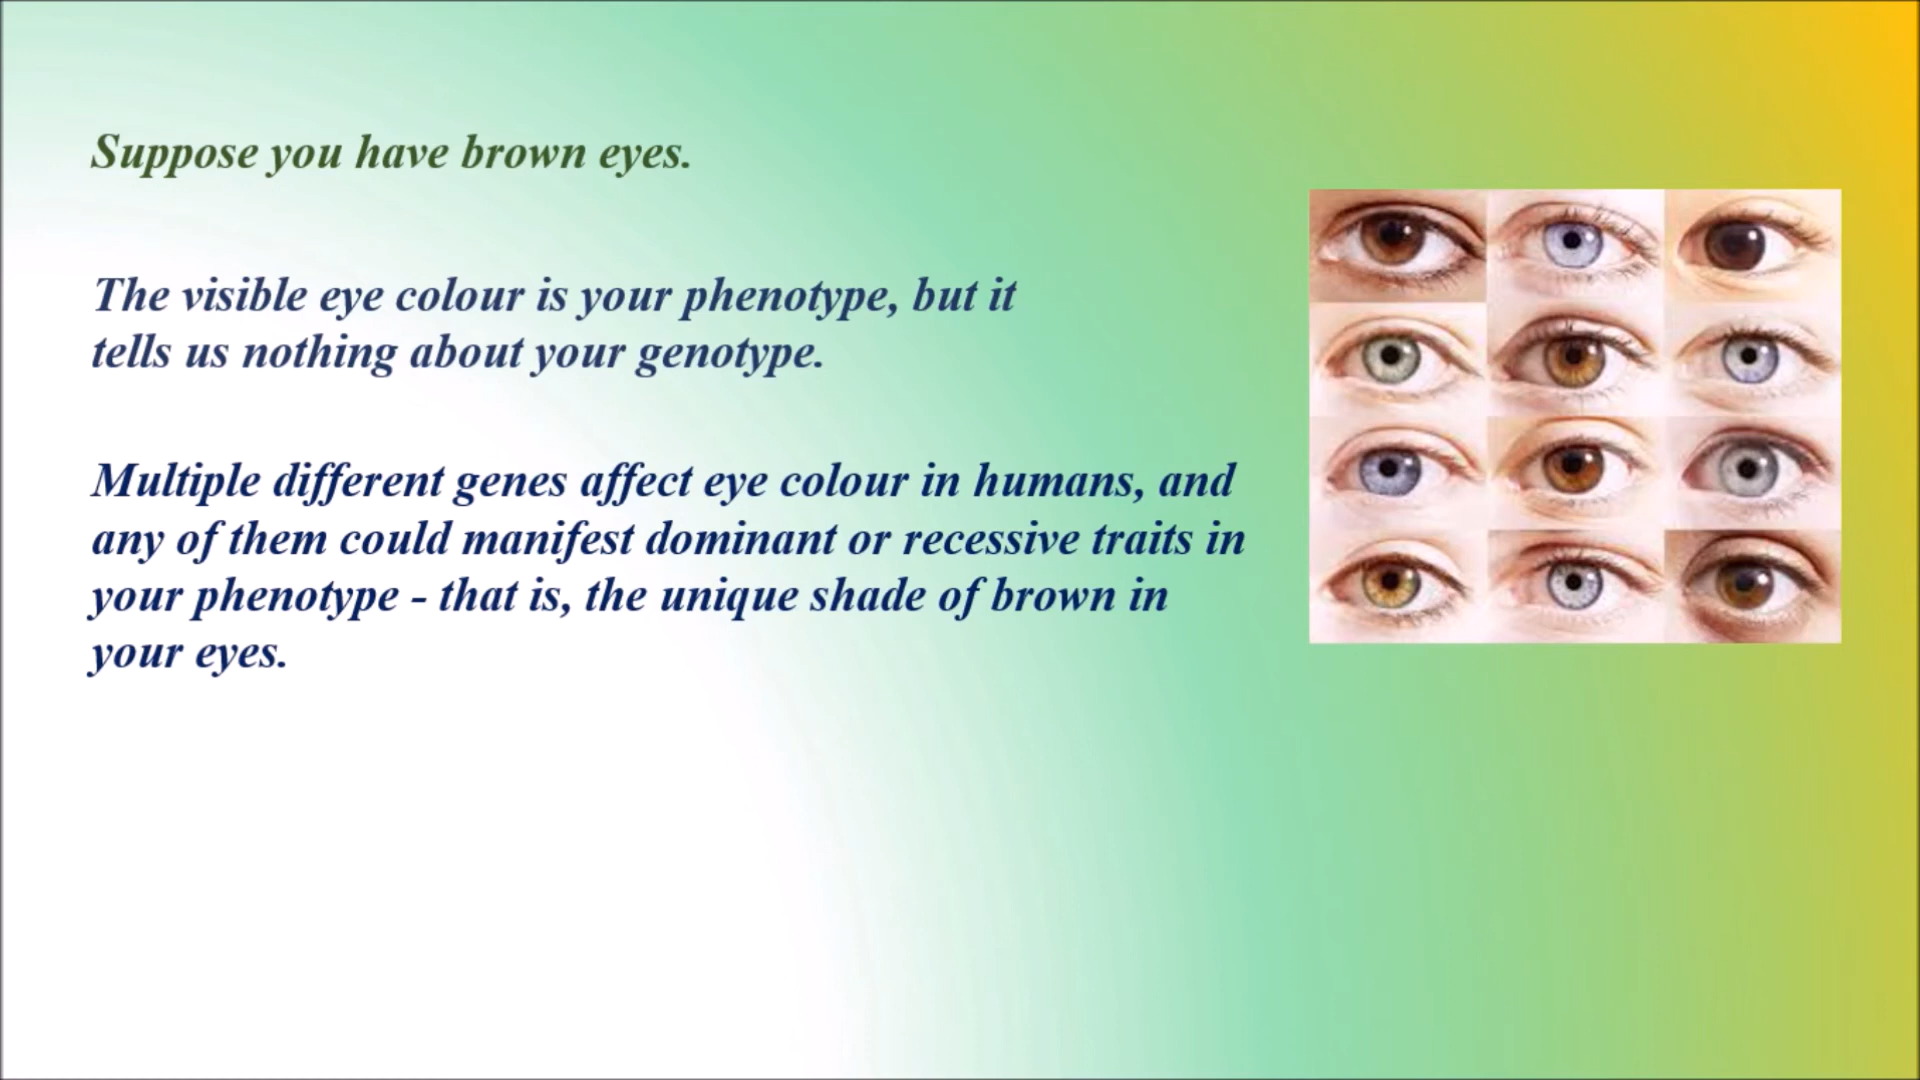 Suppose you have brown eyes.
The visible eye colour is your phenotype, but it
tells us nothing about your genotype.
Multiple different genes affect eye colour in humans, and
any of them could manifest dominant or recessive traits in
your phenotype - that is, the unique shade of brown in
your eyes.